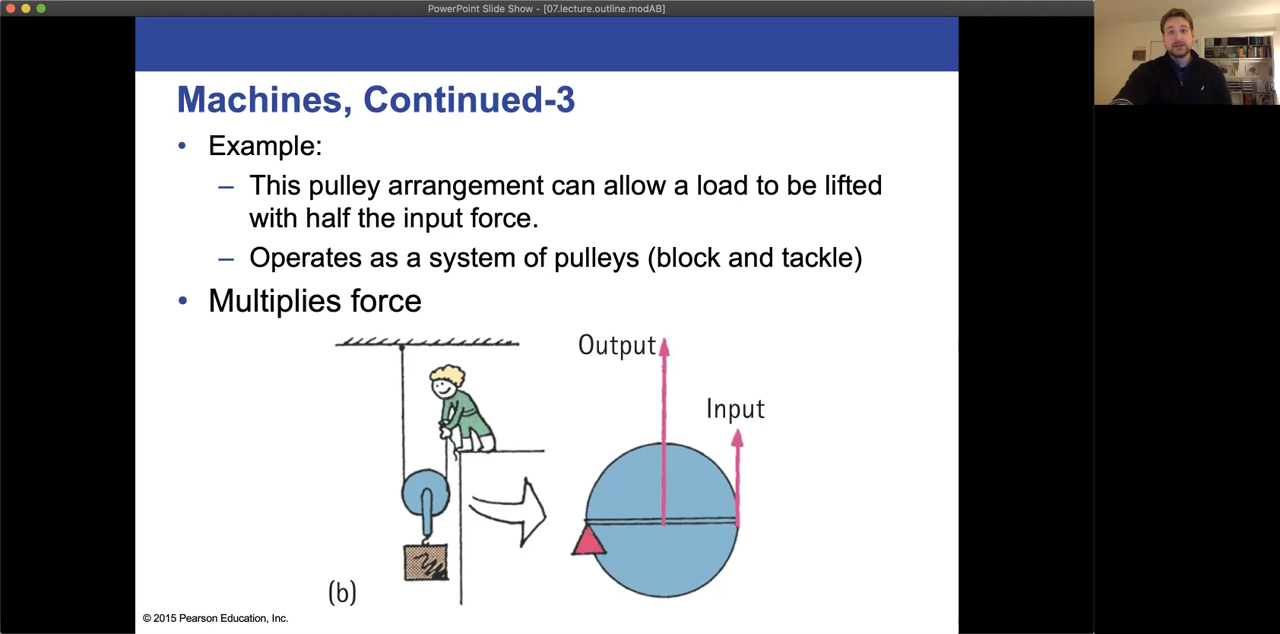 PowerPoint Slide Show - [07.lecture.outline.modAB]
Machines, Continued-3
• Example:
– This pulley arrangement can allow a load to be lifted
with half the input force.
– Operates as a system of pulleys (block and tackle)
• Multiplies force
Output
Input
(b)
© 2015 Pearson Education, Inc.